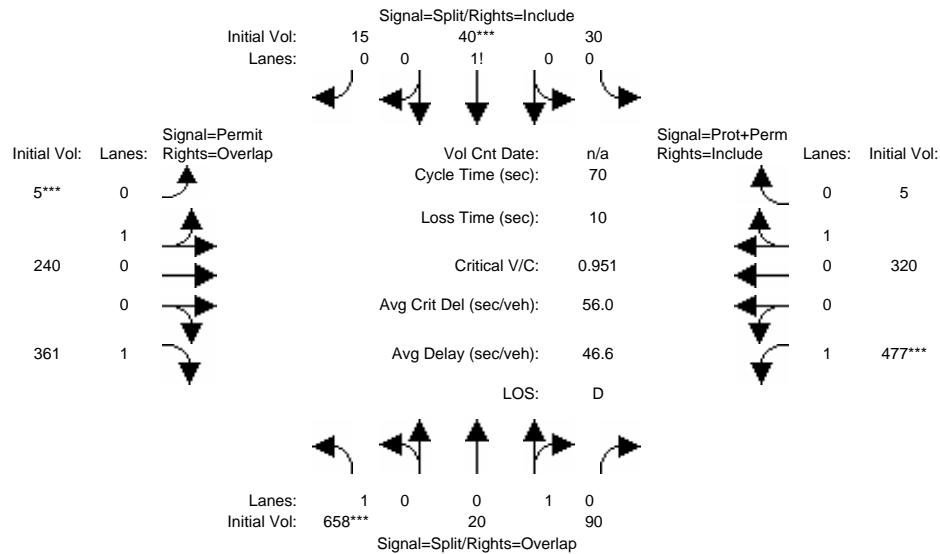 Signal=Split/Rights=Include
Initial Vol: 15 40*** 30
Lanes: 0 0 1! 0 0
Signal=Permit
Rights=Overlap
Signal=Prot+Perm
Rights=Include
Initial Vol: Lanes:
Vol Cnt Date: n/a
Lanes: Initial Vol:
Cycle Time (sec): 70
5*** 0
0 5
Loss Time (sec): 10
1
1
240 0
Critical V/C: 0.951
0 320
0
Avg Crit Del (sec/veh): 56.0
0
361 1
Avg Delay (sec/veh): 46.6
1 477***
LOS: D
Lanes: 1 0 0 1 0
Initial Vol: 658*** 20 90
Signal=Split/Rights=Overlap